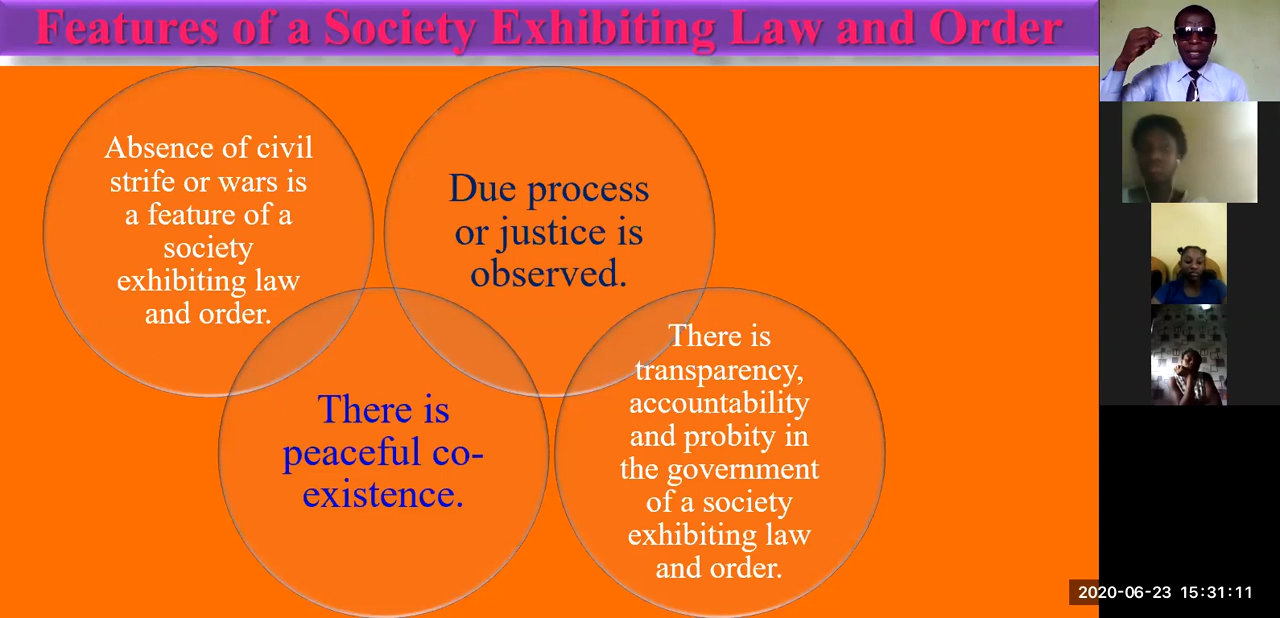 Features of a Society Exhibiting Law and Order
Absence of civil
strife or wars is
a feature of a
society
exhibiting law
and order.
Due process
or justice is
observed.
There is
peaceful co-
existence.
There is
transparency,
accountability
and probity in
the government
of a society
exhibiting law
and order.
2020-06-23 15:31:11